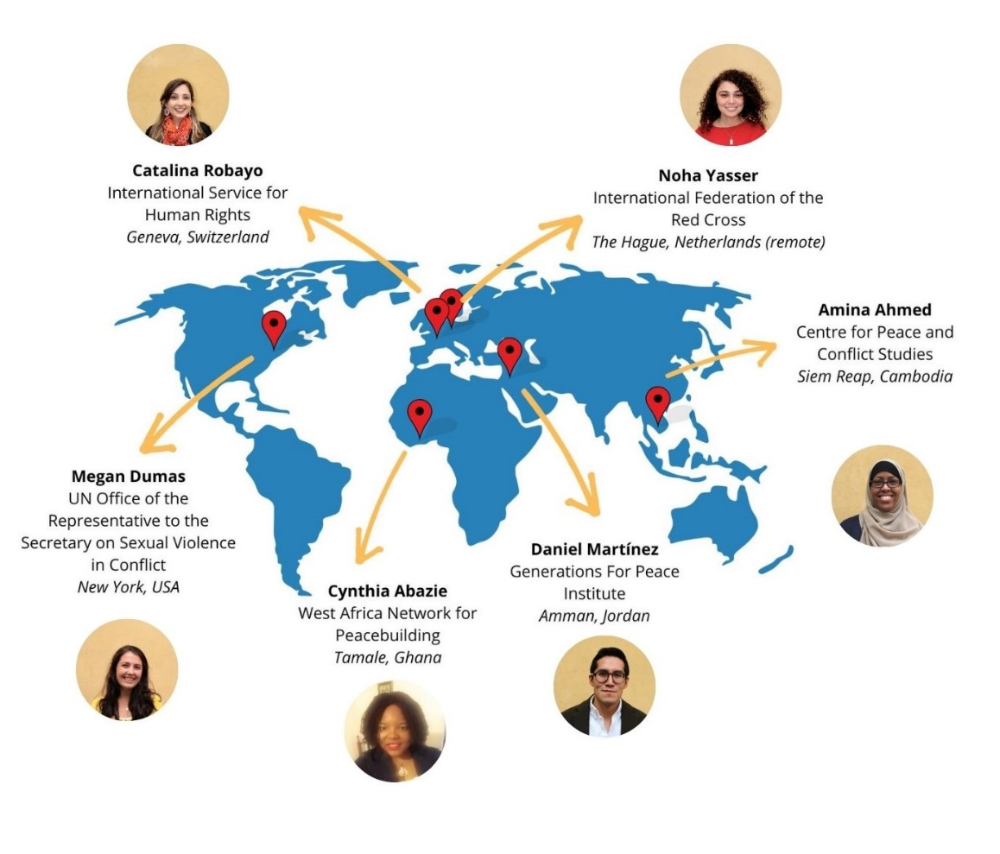 Catalina Robayo
International Service for
Human Rights
Geneva, Switzerland
Noha Yasser
International Federation of the
Red Cross
The Hague, Netherlands (remote)
Amina Ahmed
Centre for Peace and
Conflict Studies
Siem Reap, Cambodia
Megan Dumas
UN Office of the
Representative to the
Secretary on Sexual Violence
in Conflict
New York, USA
Cynthia Abazie
West Africa Network for
Peacebuilding
Tamale, Ghana
Daniel Martínez
Generations For Peace
Institute
Amman, Jordan